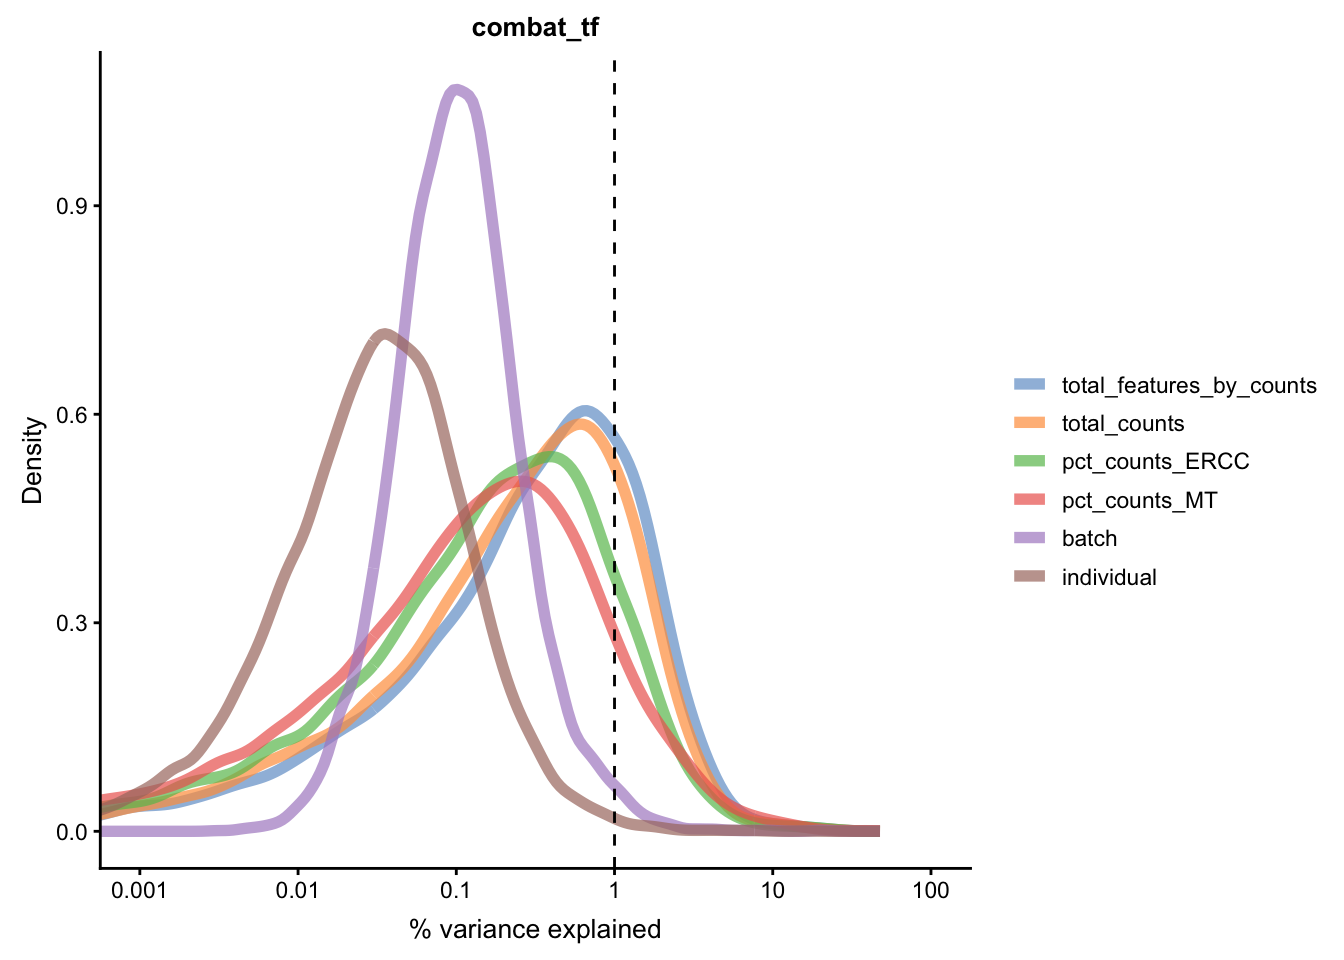 combat_tf
Density
0.9
0.6
0.3
0.0
0.001
0.01
0.1
1
10
100
% variance explained
total_features_by_counts
total_counts
pct_counts_ERCC
pct_counts_MT
batch
individual